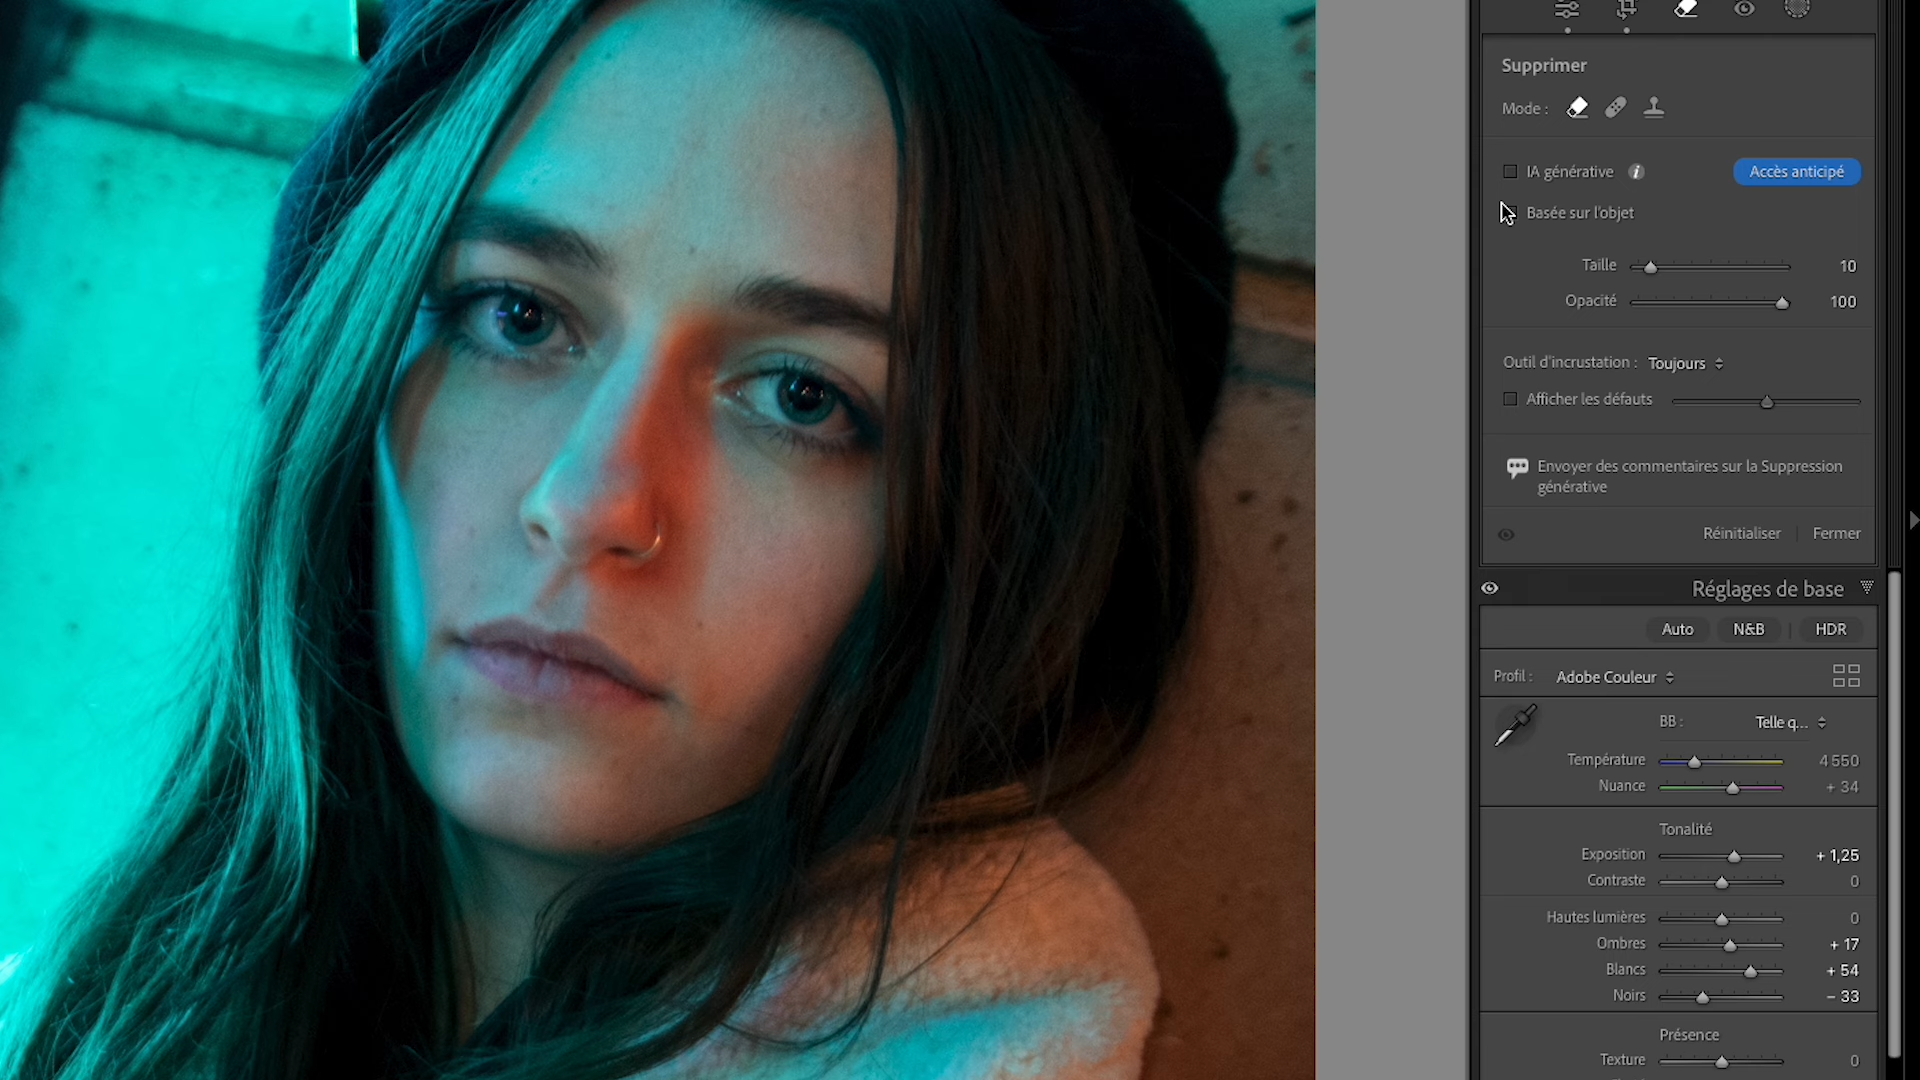 Supprimer
Mode :
IA générative
Accès anticipé
Basée sur l'objet
Taille 10
Opacité 100
Outil d'incrustation : Toujours
Afficher les défauts
Envoyer des commentaires sur la Suppression
générative
Réinitialiser | Fermer
Réglages de base
Auto N&B | HDR
Profil : Adobe Couleur
BB : Telle q...
Température 4 550
Nuance + 34
Tonalité
Exposition + 1,25
Contraste 0
Hautes lumières 0
Ombres + 17
Blancs + 54
Noirs − 33
Présence
Texture 0